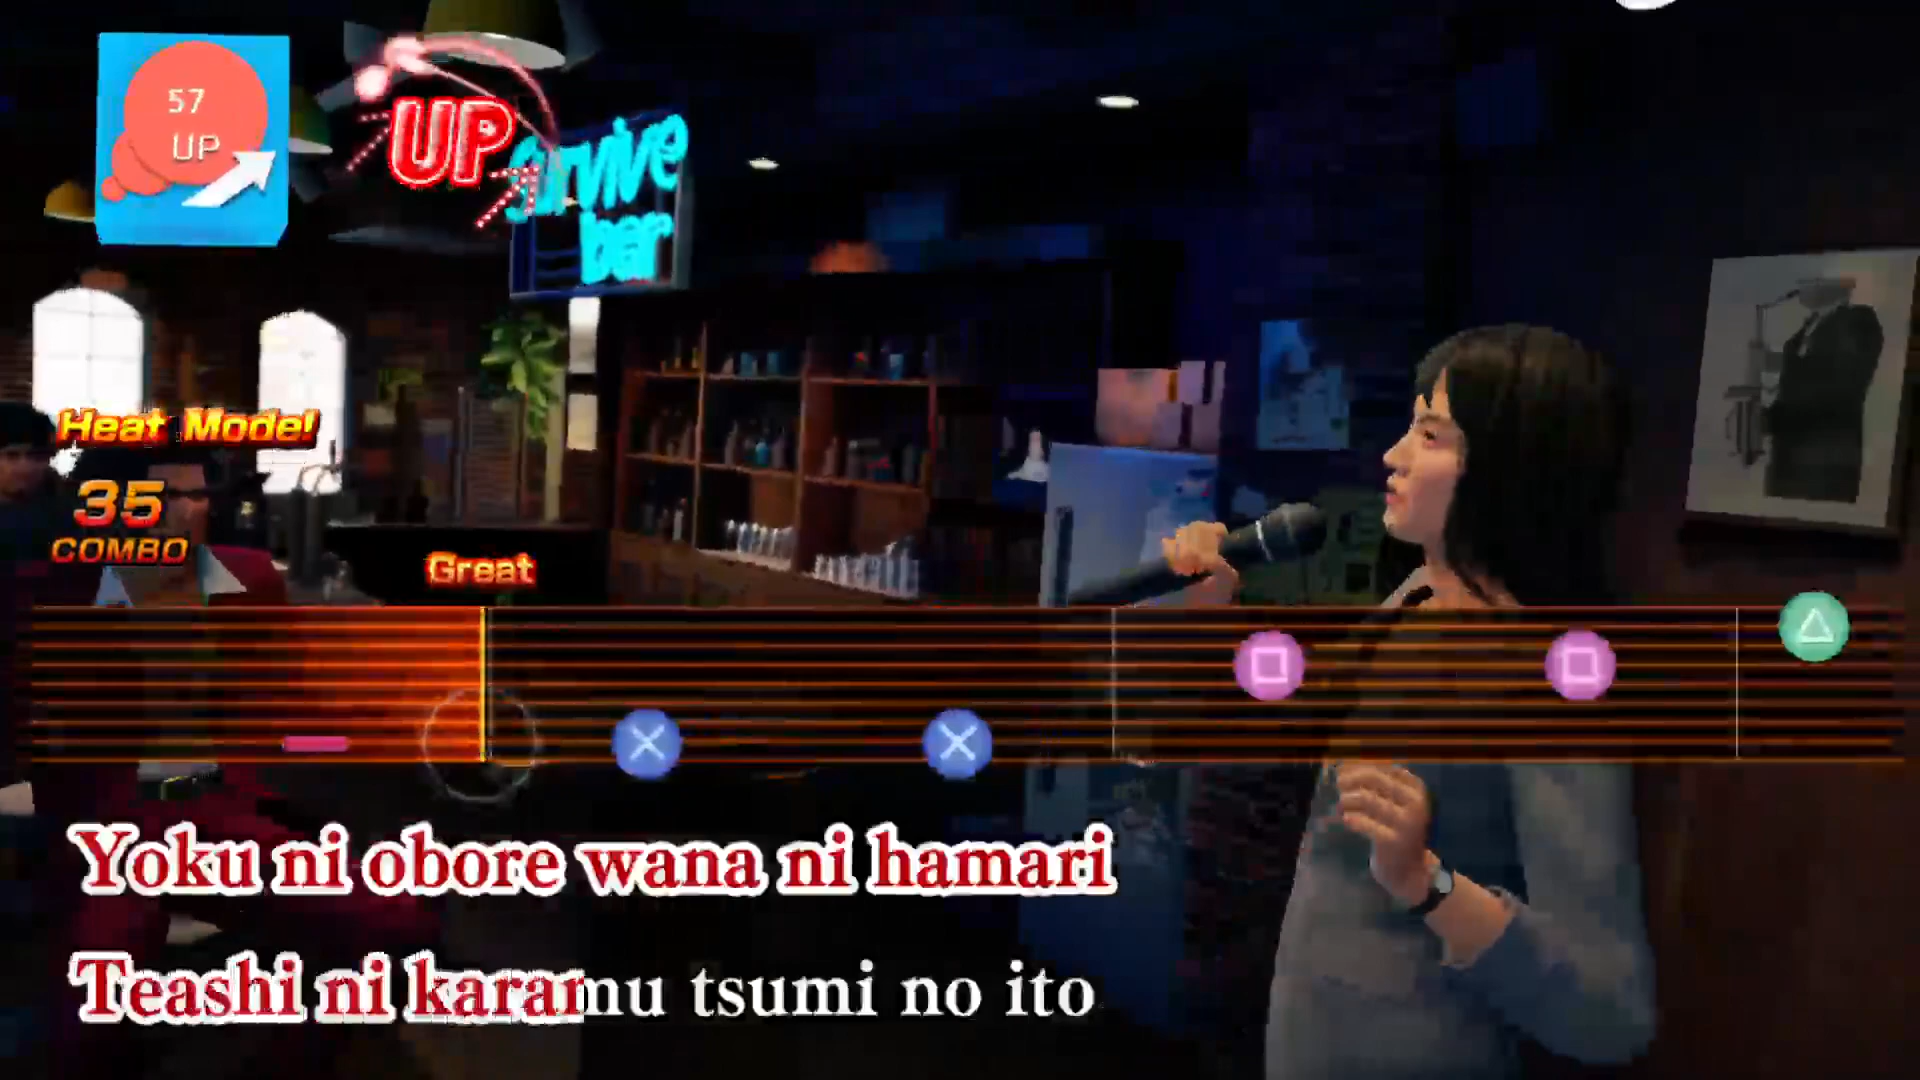 57
UP
UP
survive
bar
Heat Mode!
35
COMBO
Great
Yoku ni obore wana ni hamari
Teashi ni karamu tsumi no ito